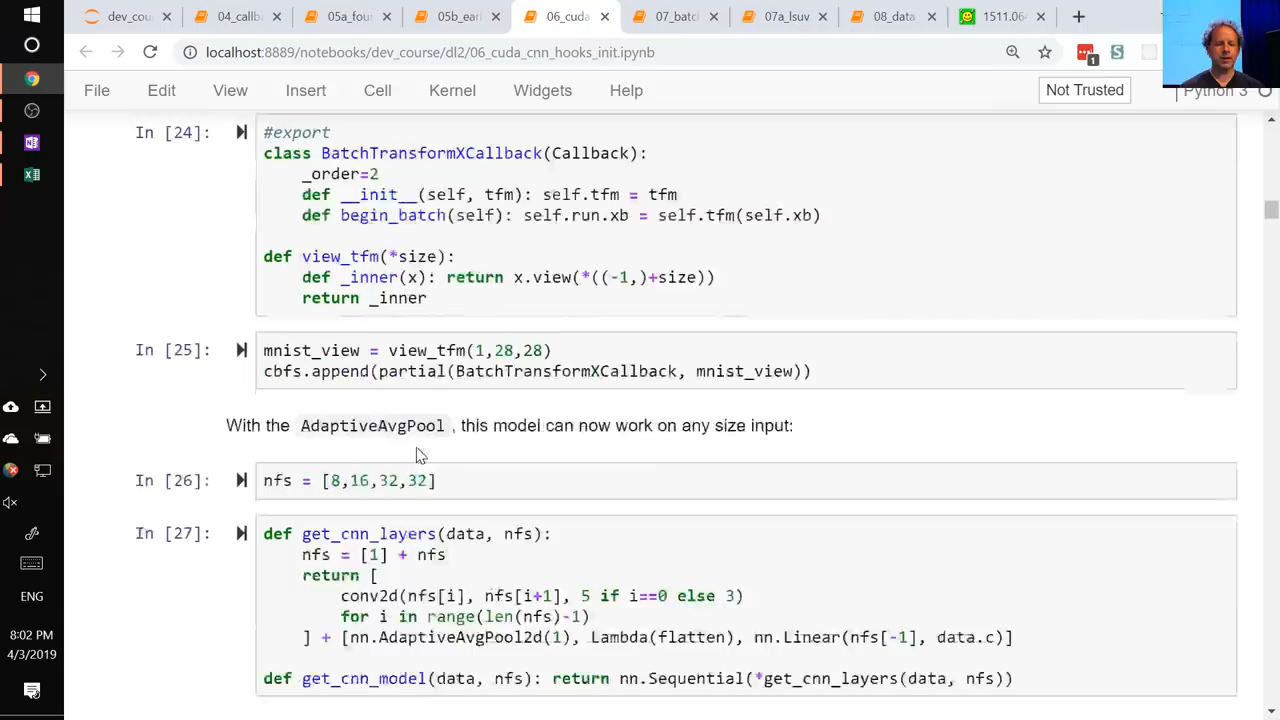 dev_cour
04_callb
05a_four
05b_earl
06_cuda
07_batch
07a_lsuv
08_data
1511.06
localhost:8889/notebooks/dev_course/dl2/06_cuda_cnn_hooks_init.ipynb
1
File Edit View Insert Cell Kernel Widgets Help Not Trusted Python 3
In [24]: #export
class BatchTransformXCallback(Callback):
_order=2
def __init__(self, tfm): self.tfm = tfm
def begin_batch(self): self.run.xb = self.tfm(self.xb)
def view_tfm(*size):
def _inner(x): return x.view(*((-1,)+size))
return _inner
In [25]: mnist_view = view_tfm(1,28,28)
cbfs.append(partial(BatchTransformXCallback, mnist_view))
With the AdaptiveAvgPool , this model can now work on any size input:
In [26]: nfs = [8,16,32,32]
In [27]: def get_cnn_layers(data, nfs):
nfs = [1] + nfs
return [
conv2d(nfs[i], nfs[i+1], 5 if i==0 else 3)
for i in range(len(nfs)-1)
] + [nn.AdaptiveAvgPool2d(1), Lambda(flatten), nn.Linear(nfs[-1], data.c)]
def get_cnn_model(data, nfs): return nn.Sequential(*get_cnn_layers(data, nfs))
ENG
8:02 PM
4/3/2019